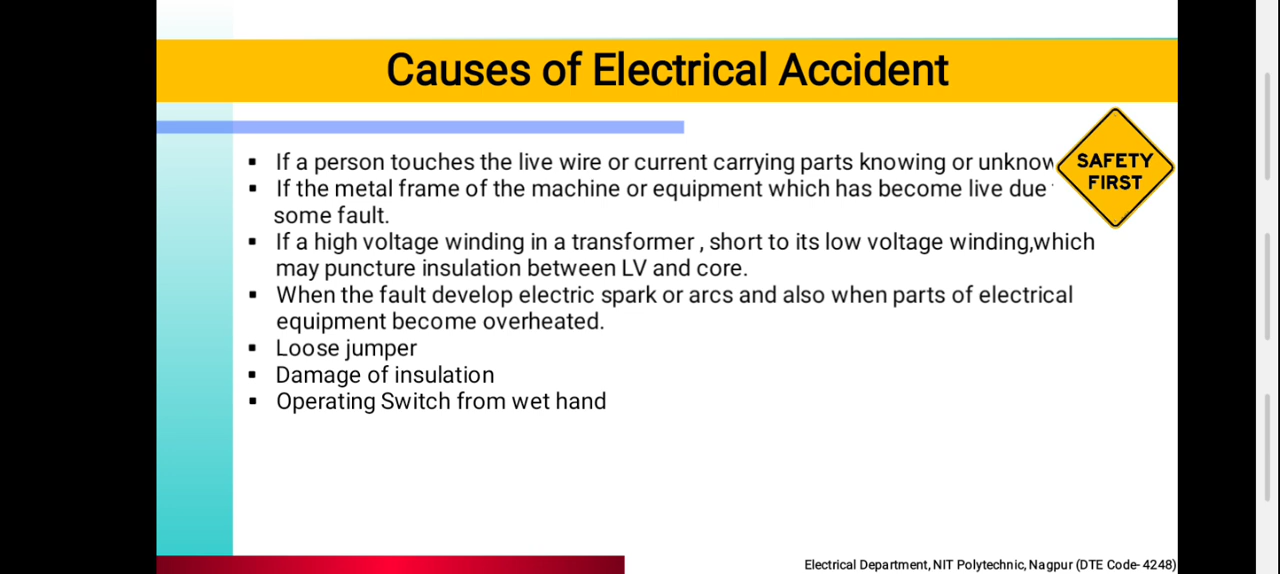 Causes of Electrical Accident
SAFETY
FIRST
▪ If a person touches the live wire or current carrying parts knowing or
▪ If the metal frame of the machine or equipment which has become live due
some fault.
▪ If a high voltage winding in a transformer , short to its low voltage winding,which
may puncture insulation between LV and core.
▪ When the fault develop electric spark or arcs and also when parts of electrical
equipment become overheated.
▪ Loose jumper
▪ Damage of insulation
▪ Operating Switch from wet hand
Electrical Department, NIT Polytechnic, Nagpur (DTE Code- 4248)